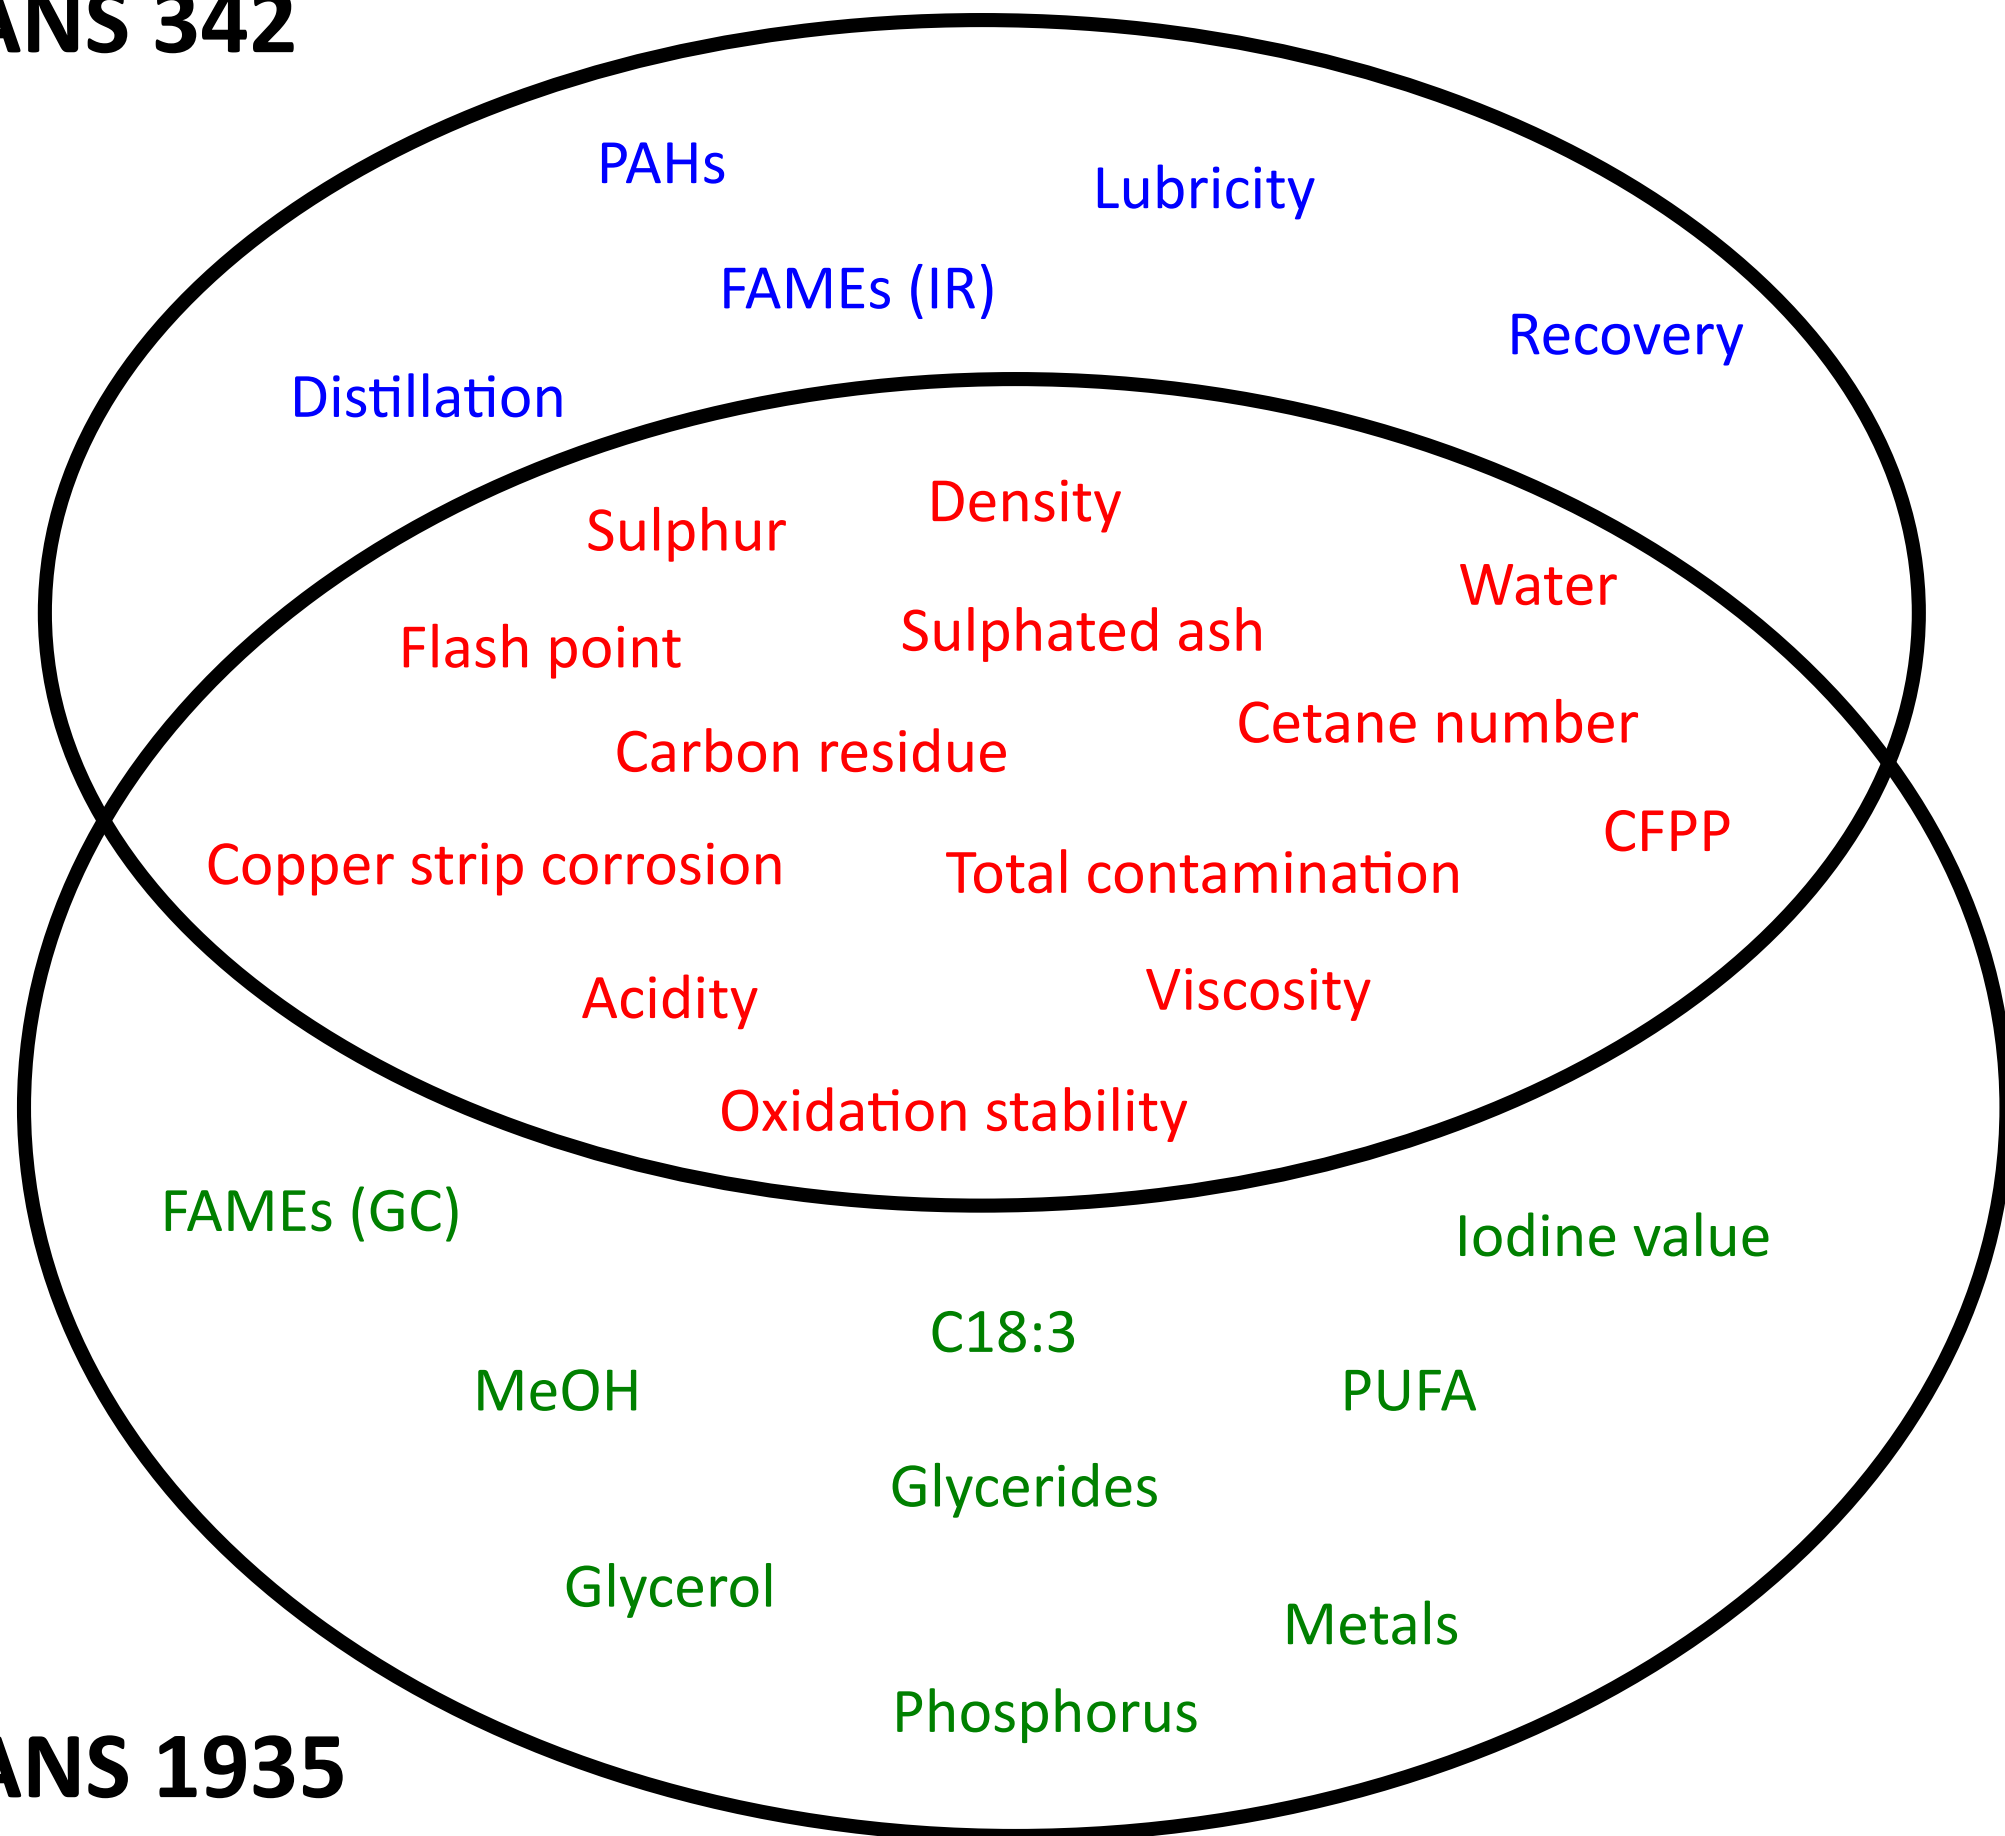 ANS 342
PAHs
Lubricity
FAMEs (IR)
Recovery
Distillation
Density
Sulphur
Water
Sulphated ash
Flash point
Cetane number
Carbon residue
CFPP
Copper strip corrosion
Total contamination
Viscosity
Acidity
Oxidation stability
FAMEs (GC)
Iodine value
C18:3
MeOH
PUFA
Glycerides
Glycerol
Metals
Phosphorus
ANS 1935